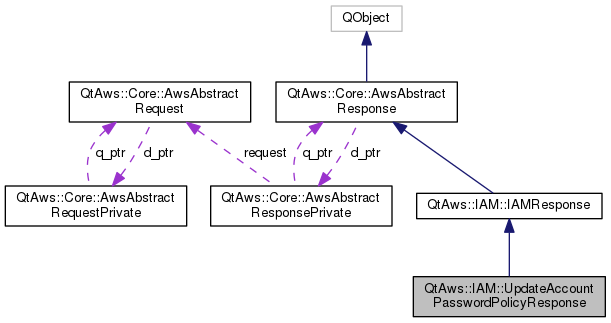 QObject
QtAws::Core::AwsAbstract
Request
QtAws::Core::AwsAbstract
Response
q_ptr
d_ptr
request
q_ptr
d_ptr
QtAws::Core::AwsAbstract
RequestPrivate
QtAws::Core::AwsAbstract
ResponsePrivate
QtAws::IAM::IAMResponse
QtAws::IAM::UpdateAccount
PasswordPolicyResponse